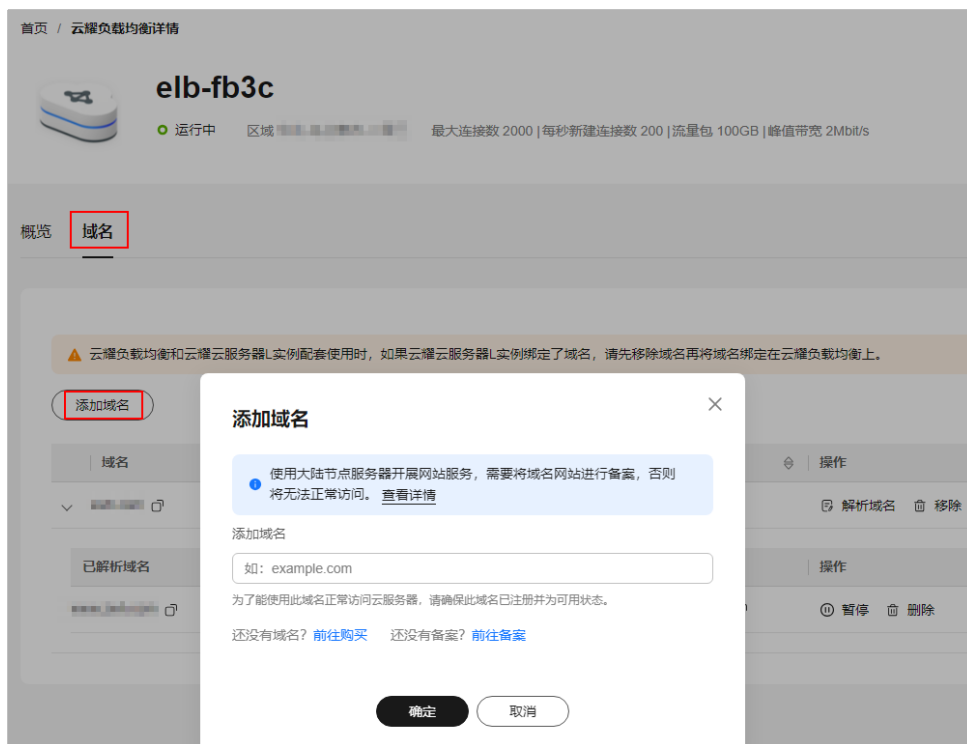 首页 / 云耀负载均衡详情
elb-fb3c
运行中 区域 最大连接数 2000 | 每秒新建连接数 200 | 流量包 100GB | 峰值带宽 2Mbit/s
概览 域名
云耀负载均衡和云耀云服务器L实例配套使用时，如果云耀云服务器L实例绑定了域名，请先移除域名再将域名绑定在云耀负载均衡上。
添加域名
添加域名
域名 操作
使用大陆节点服务器开展网站服务，需要将域名网站进行备案，否则
将无法正常访问。 查看详情
解析域名 移除
添加域名
已解析域名 操作
如：example.com
为了能使用此域名正常访问云服务器，请确保此域名已注册并为可用状态。
暂停 删除
还没有域名？前往购买 还没有备案？前往备案
确定 取消